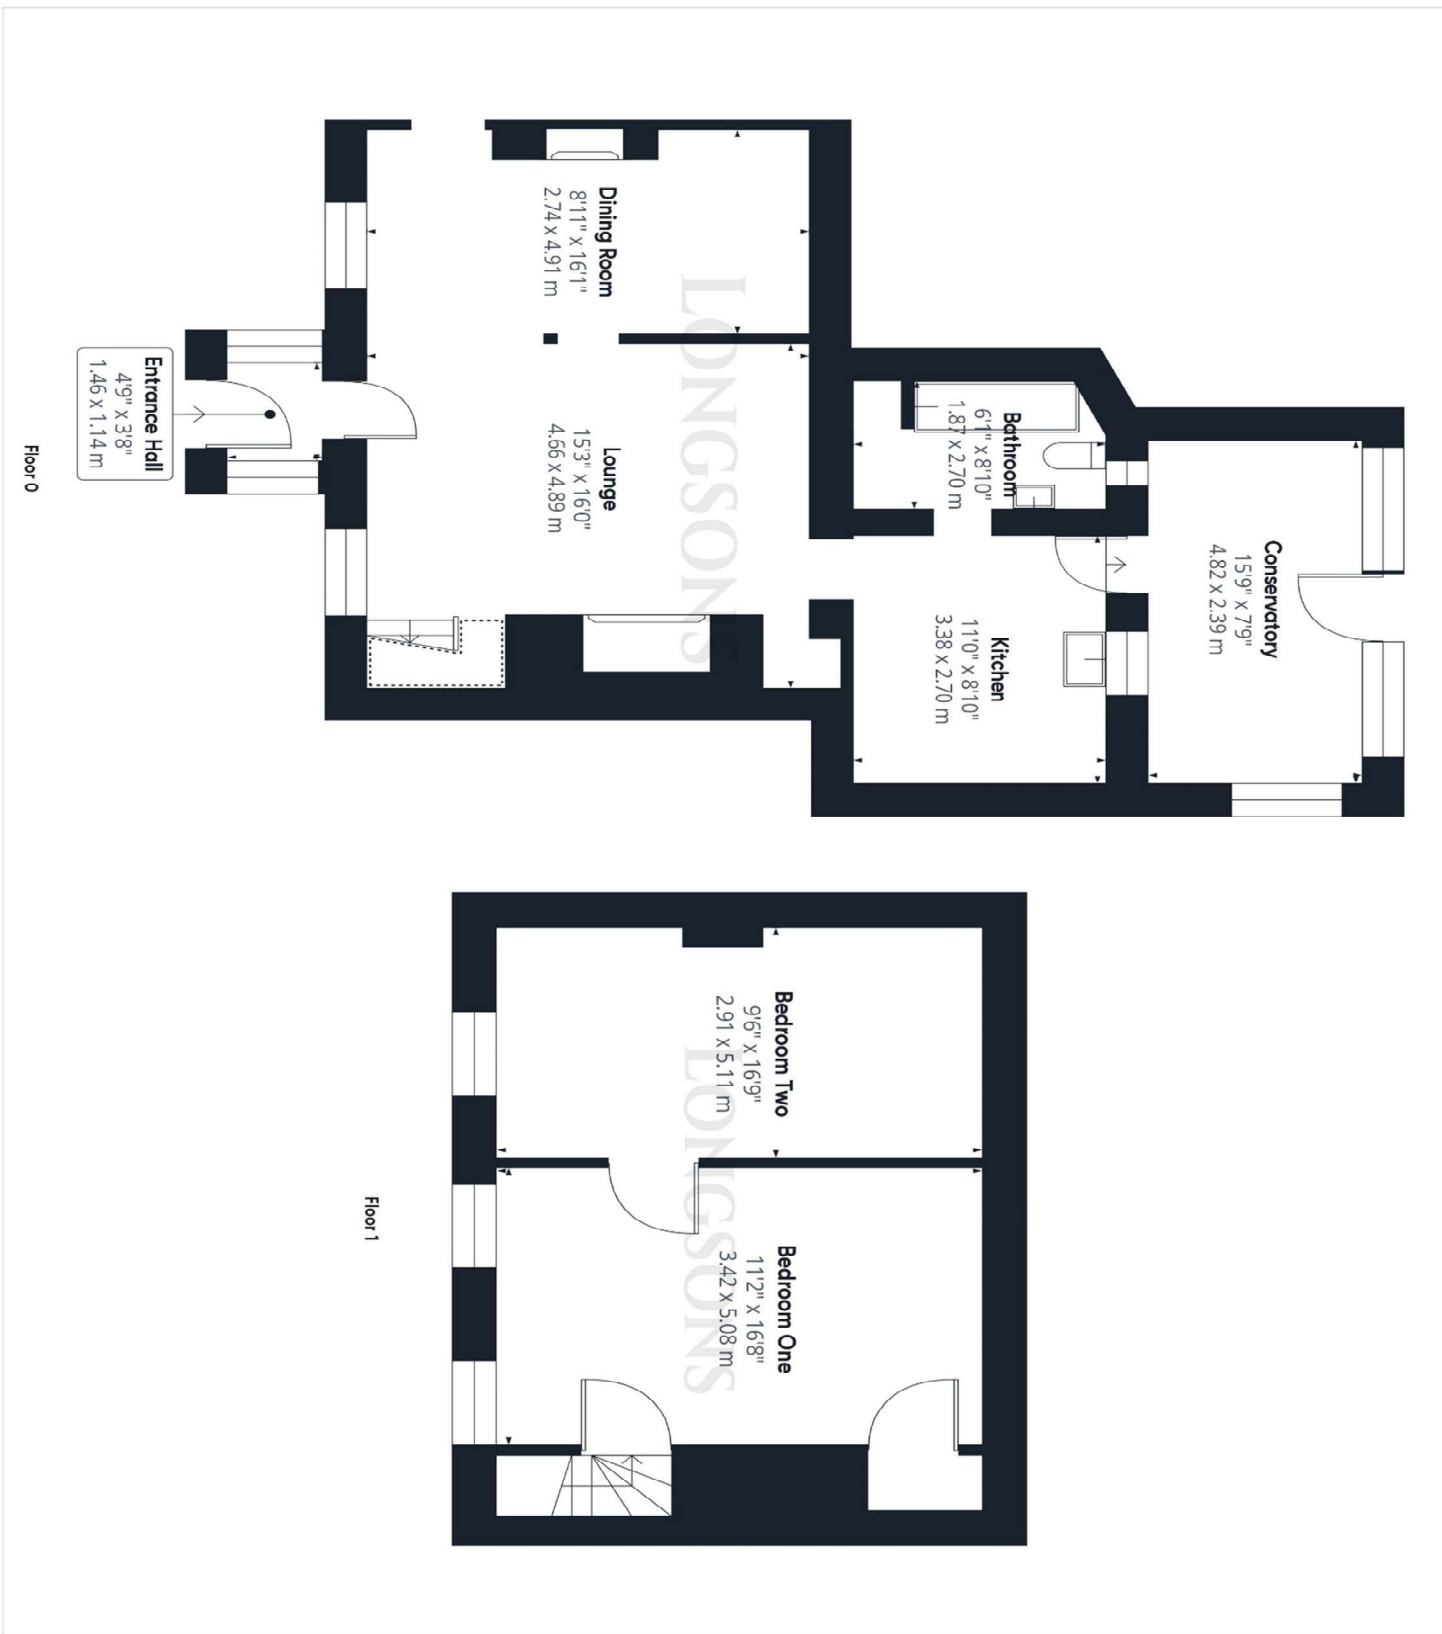 Conservatory
15'9" x 7'9"
4.82 x 2.39 m
Bathroom
6'1" x 8'10"
1.87 x 2.70 m
Kitchen
11'0" x 8'10"
3.38 x 2.70 m
Dining Room
8'11" x 16'1"
2.74 x 4.91 m
Lounge
15'3" x 16'0"
4.66 x 4.89 m
LONGSONS
Entrance Hall
4'9" x 3'8"
1.46 x 1.14 m
Floor 0
Bedroom Two
9'6" x 16'9"
2.91 x 5.11 m
Bedroom One
11'2" x 16'8"
3.42 x 5.08 m
LONGSONS
Floor 1